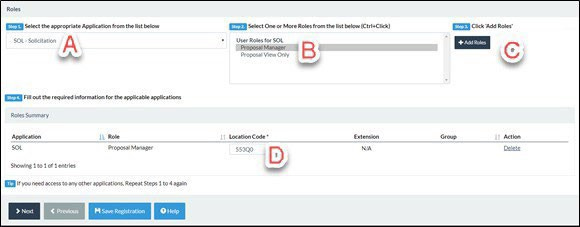 Roles
Step 1. Select the appropriate Application from the list below
SOL - Solicitation
A
Step 2. Select One or More Roles from the list below (Ctrl+Click)
User Roles for SOL
Proposal Manager
Proposal View Only
B
Step 3. Click 'Add Roles'
+ Add Roles
C
Step 4. Fill out the required information for the applicable applications
Roles Summary
Application Role Location Code * Extension Group Action
SOL Proposal Manager 553Q0 N/A Delete
D
Showing 1 to 1 of 1 entries
Tip If you need access to any other applications, Repeat Steps 1 to 4 again
Next Previous Save Registration Help